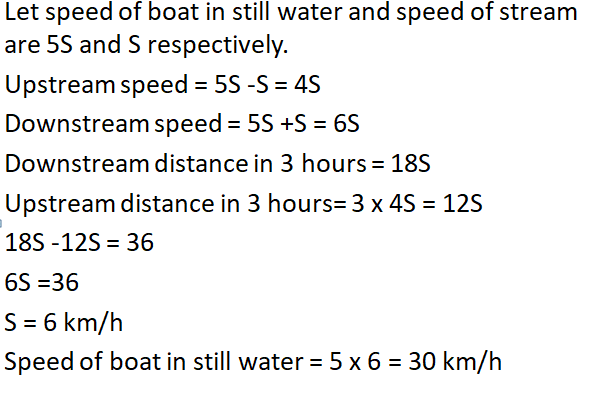 Let speed of boat in still water and speed of stream
are 5S and S respectively.
Upstream speed = 5S -S = 4S
Downstream speed = 5S +S = 6S
Downstream distance in 3 hours = 18S
Upstream distance in 3 hours= 3 x 4S = 12S
18S -12S = 36
6S =36
S = 6 km/h
Speed of boat in still water = 5 x 6 = 30 km/h